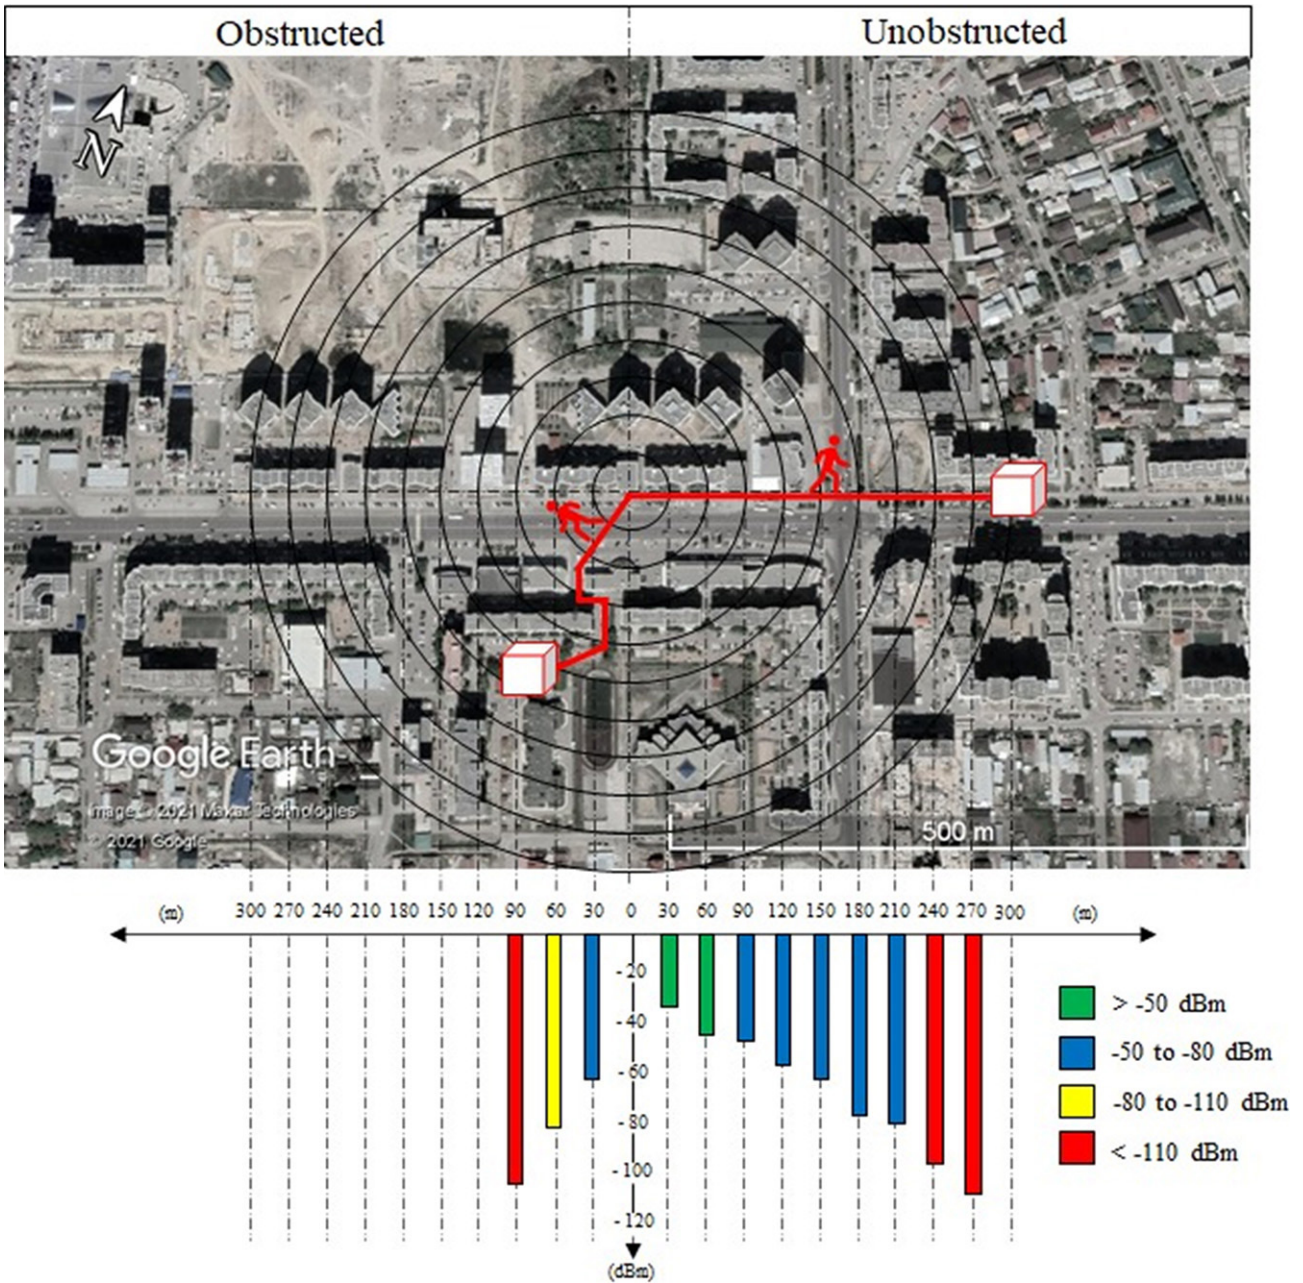 Obstructed
Unobstructed
N
Google Earth
Image © 2021 Maxar Technologies
© 2021 Google
500 m
(m) 300 270 240 210 180 150 120 90 60 30 0 30 60 90 120 150 180 210 240 270 300 (m)
-20
-40
-60
-80
-100
-120
(dBm)
> -50 dBm
-50 to -80 dBm
-80 to -110 dBm
< -110 dBm